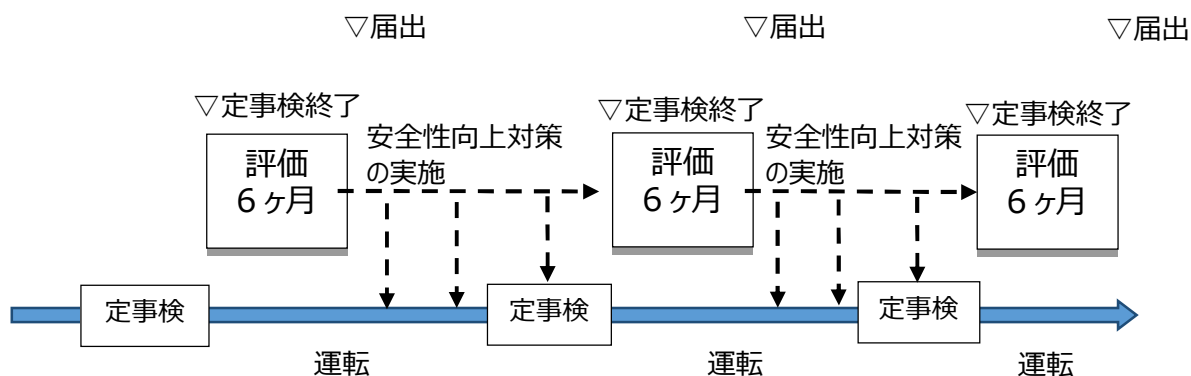 ▽届出
▽届出
▽届出
▽定事検終了
▽定事検終了
▽定事検終了
評価
6ヶ月
安全性向上対策
の実施
評価
6ヶ月
安全性向上対策
の実施
評価
6ヶ月
定事検
定事検
定事検
運転
運転
運転